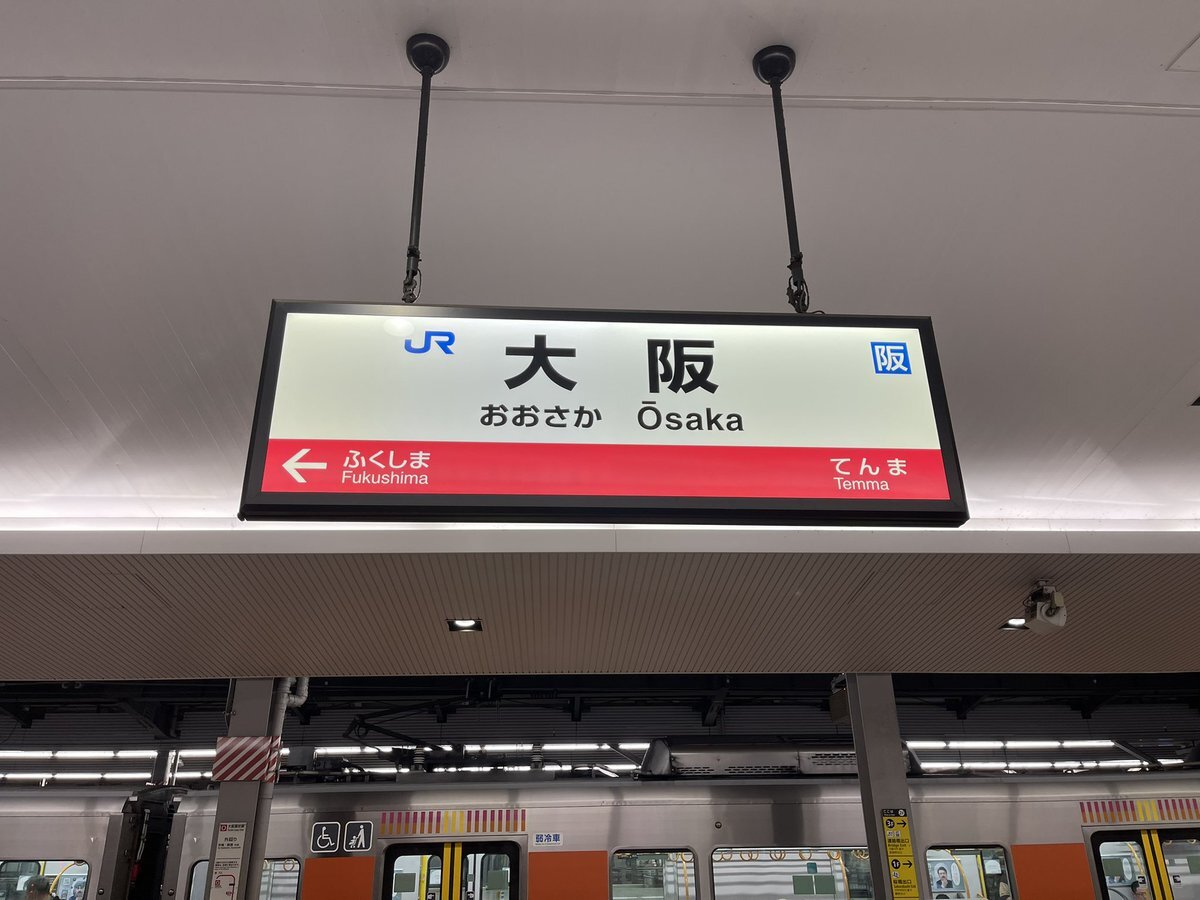 JR
大阪
阪
おおさか Ōsaka
← ふくしま
Fukushima
てんま
Temma
弱冷車